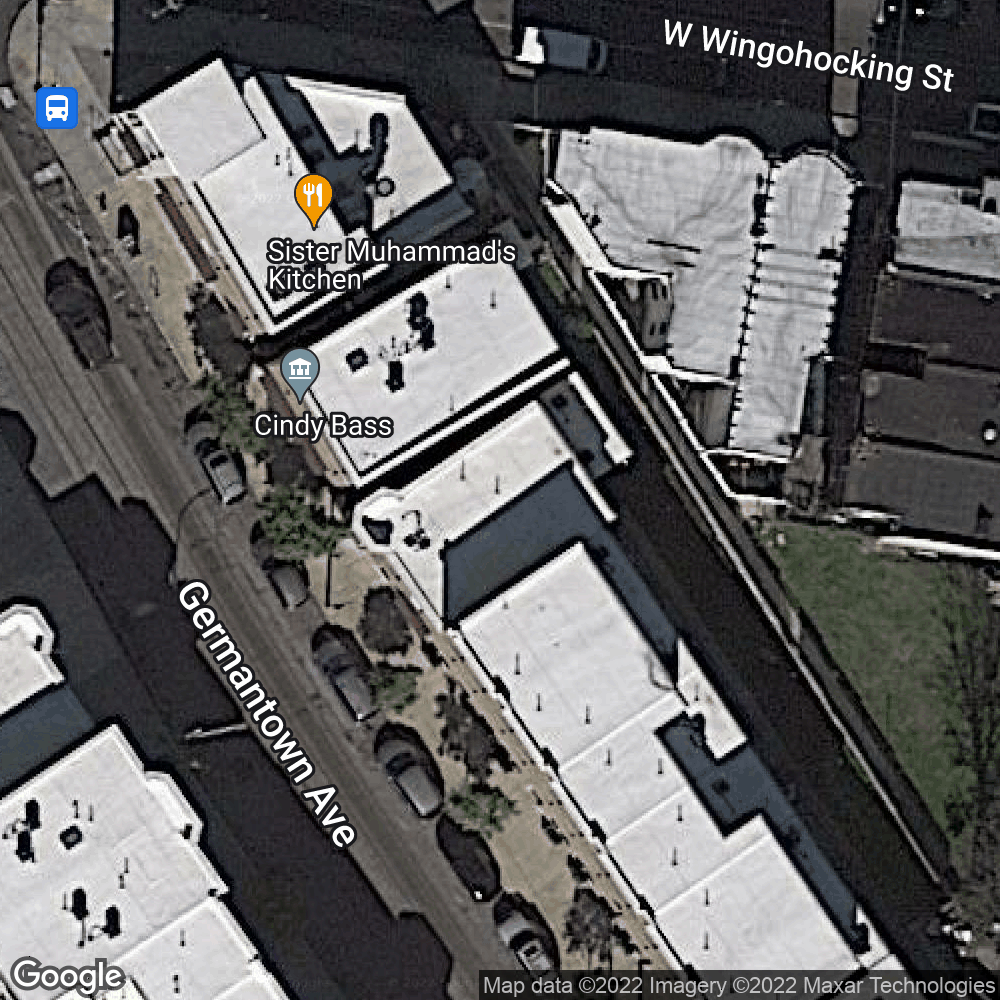 W Wingohocking St
Sister Muhammad's
Kitchen
Cindy Bass
Germantown Ave
Google
Map data ©2022 Imagery ©2022 Maxar Technologies